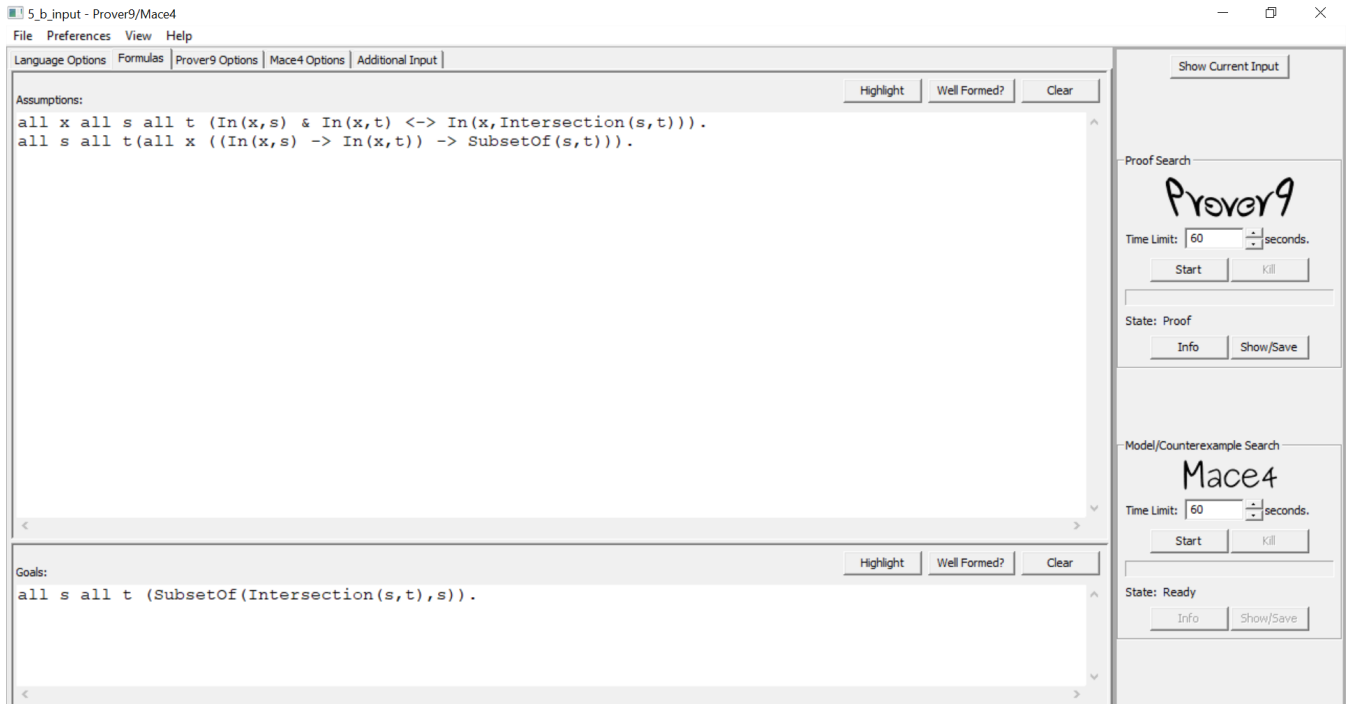 5_b_input - Prover9/Mace4
File Preferences View Help
Language Options Formulas Prover9 Options Mace4 Options Additional Input
Show Current Input
Assumptions:
Highlight Well Formed? Clear
all x all s all t (In(x,s) & In(x,t) <-> In(x,Intersection(s,t))).
all s all t(all x ((In(x,s) -> In(x,t)) -> SubsetOf(s,t))).
Goals:
Highlight Well Formed? Clear
all s all t (SubsetOf(Intersection(s,t),s)).
Proof Search
Prover9
Time Limit: 60 seconds.
Start Kill
State: Proof
Info Show/Save
Model/Counterexample Search
Mace4
Time Limit: 60 seconds.
Start Kill
State: Ready
Info Show/Save